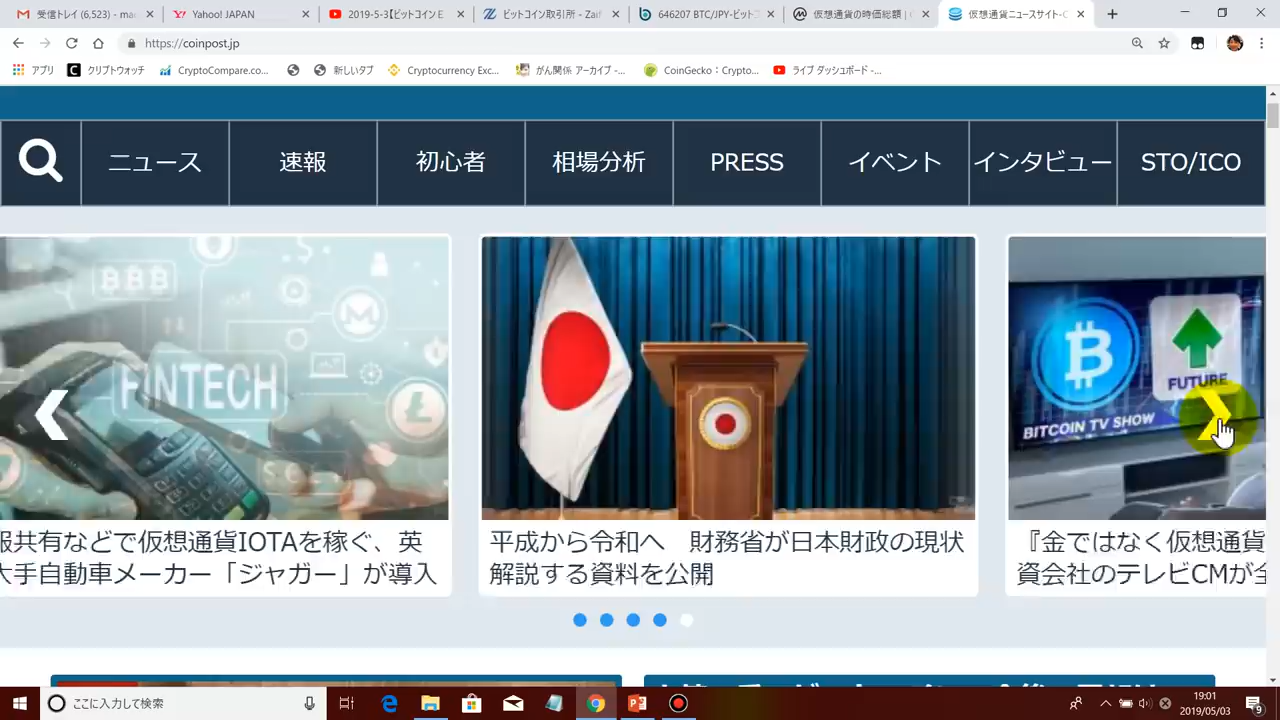 受信トレイ (6,523) - ma
Yahoo! JAPAN
2019-5-3【ビットコインE
ビットコイン取引所 - Zaif
646207 BTC/JPY-ビット
仮想通貨の時価総額 | C
仮想通貨ニュースサイト-C
https://coinpost.jp
アプリ
クリプトウォッチ
CryptoCompare.co...
新しいタブ
Cryptocurrency Exc...
がん関係 アーカイブ -...
CoinGecko：Crypto...
ライブ ダッシュボード -...
ニュース
速報
初心者
相場分析
PRESS
イベント
インタビュー
STO/ICO
BBB
FINTECH
FUTURE
BITCOIN TV SHOW
報共有などで仮想通貨IOTAを稼ぐ、英
大手自動車メーカー「ジャガー」が導入
平成から令和へ 財務省が日本財政の現状
解説する資料を公開
『金ではなく仮想通貨
資会社のテレビCMが全
ここに入力して検索
19:01
2019/05/03
9